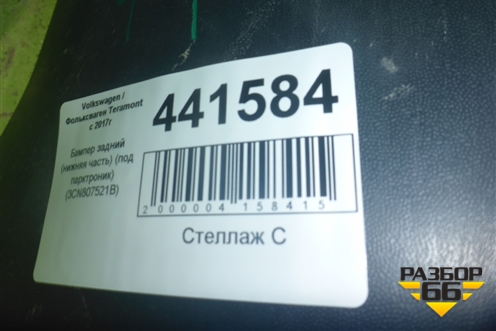 Volkswagen /
Фольксваген Teramont
с 2017г
Бампер задний
(нижняя часть) (под
парктроник)
(3CN807521B)
441584
2 000004 158415
Стеллаж С
РАЗБОР
66